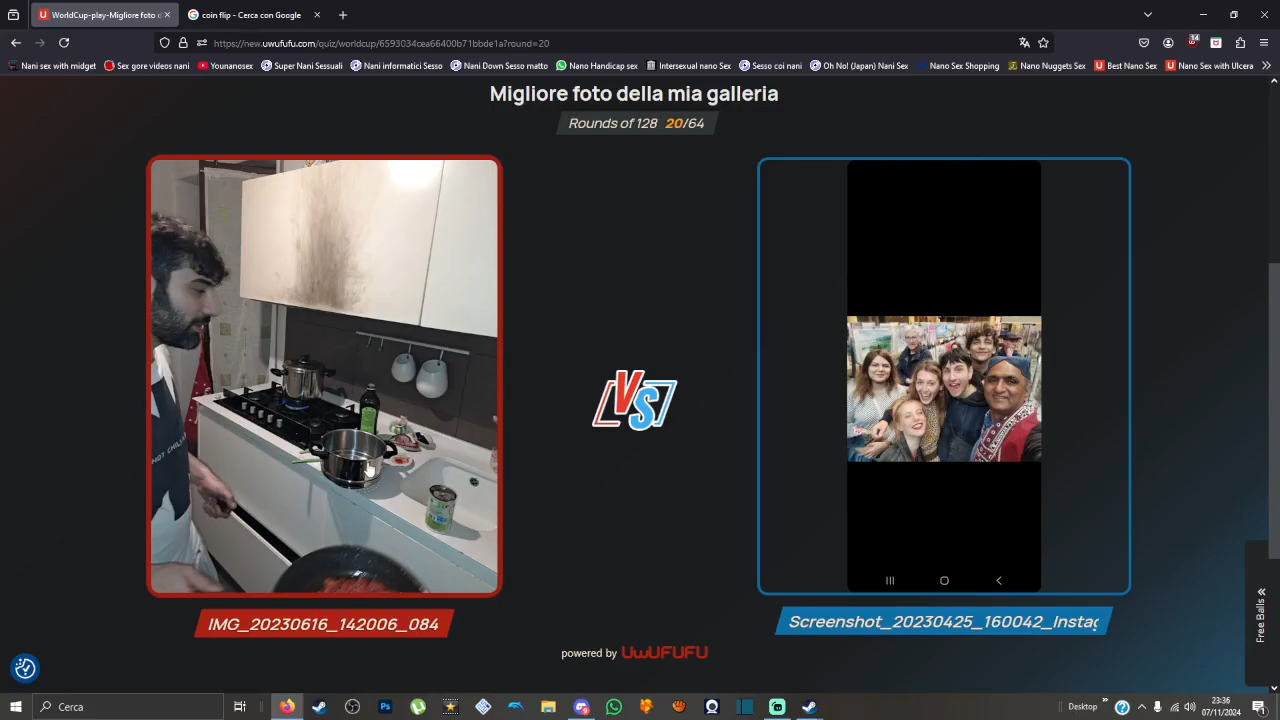 WorldCup-play-Migliore foto d
coin flip - Cerca con Google
https://new.uwufufu.com/quiz/worldcup/6593034cea66400b71bbde1a?round=20
Nani sex with midget
Sex gore videos nani
Younanosex
Super Nani Sessuali
Nani informatici Sesso
Nani Down Sesso matto
Nano Handicap sex
Intersexual nano Sex
Sesso coi nani
Oh No! (Japan) Nani Sex
Nano Sex Shopping
Nano Nuggets Sex
Best Nano Sex
Nano Sex with Ulcera
Migliore foto della mia galleria
Rounds of 128 20/64
NOT CHILI
VS
IMG_20230616_142006_084
Screenshot_20230425_160042_Instag
Free Balls
powered by UwUFUFU
Cerca
Desktop
23:36
07/11/2024